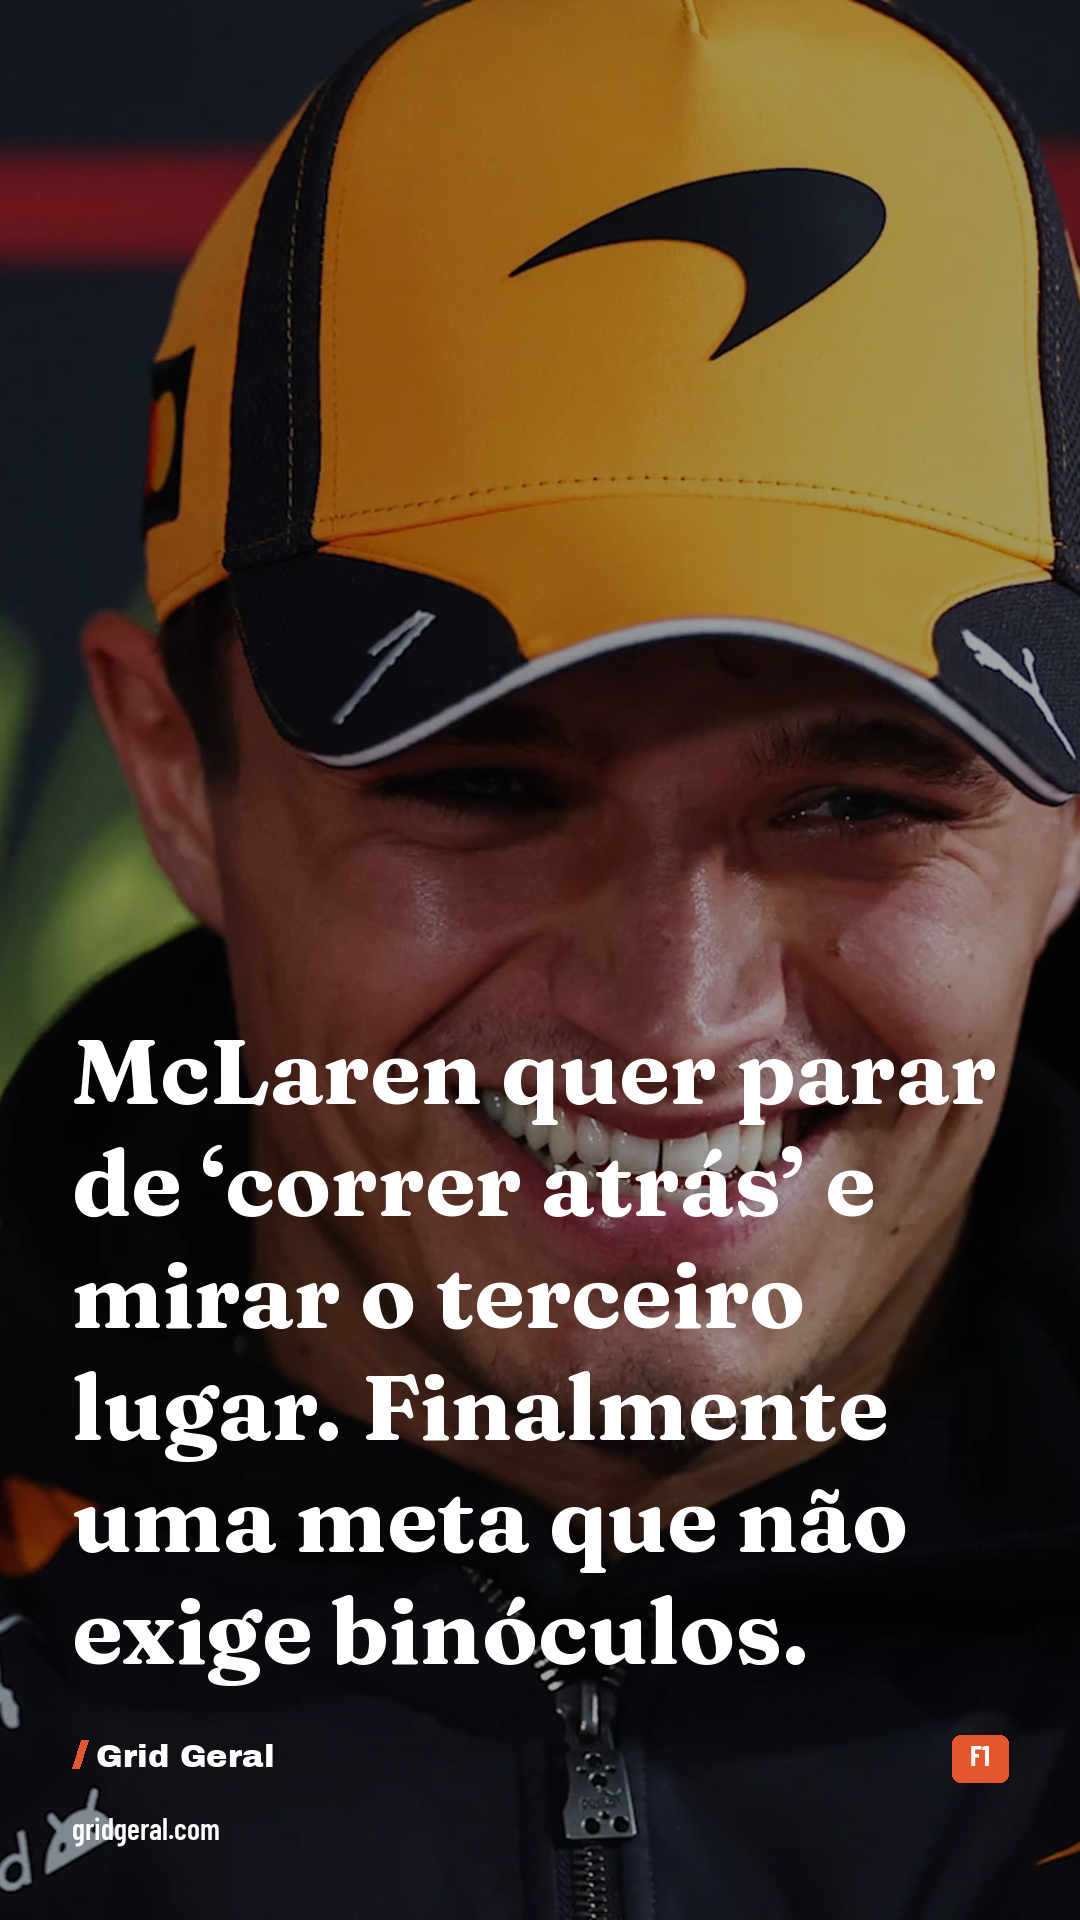 McLaren quer parar
de ‘correr atrás’ e
mirar o terceiro
lugar. Finalmente
uma meta que não
exige binóculos.
/ Grid Geral
F1
gridgeral.com
d